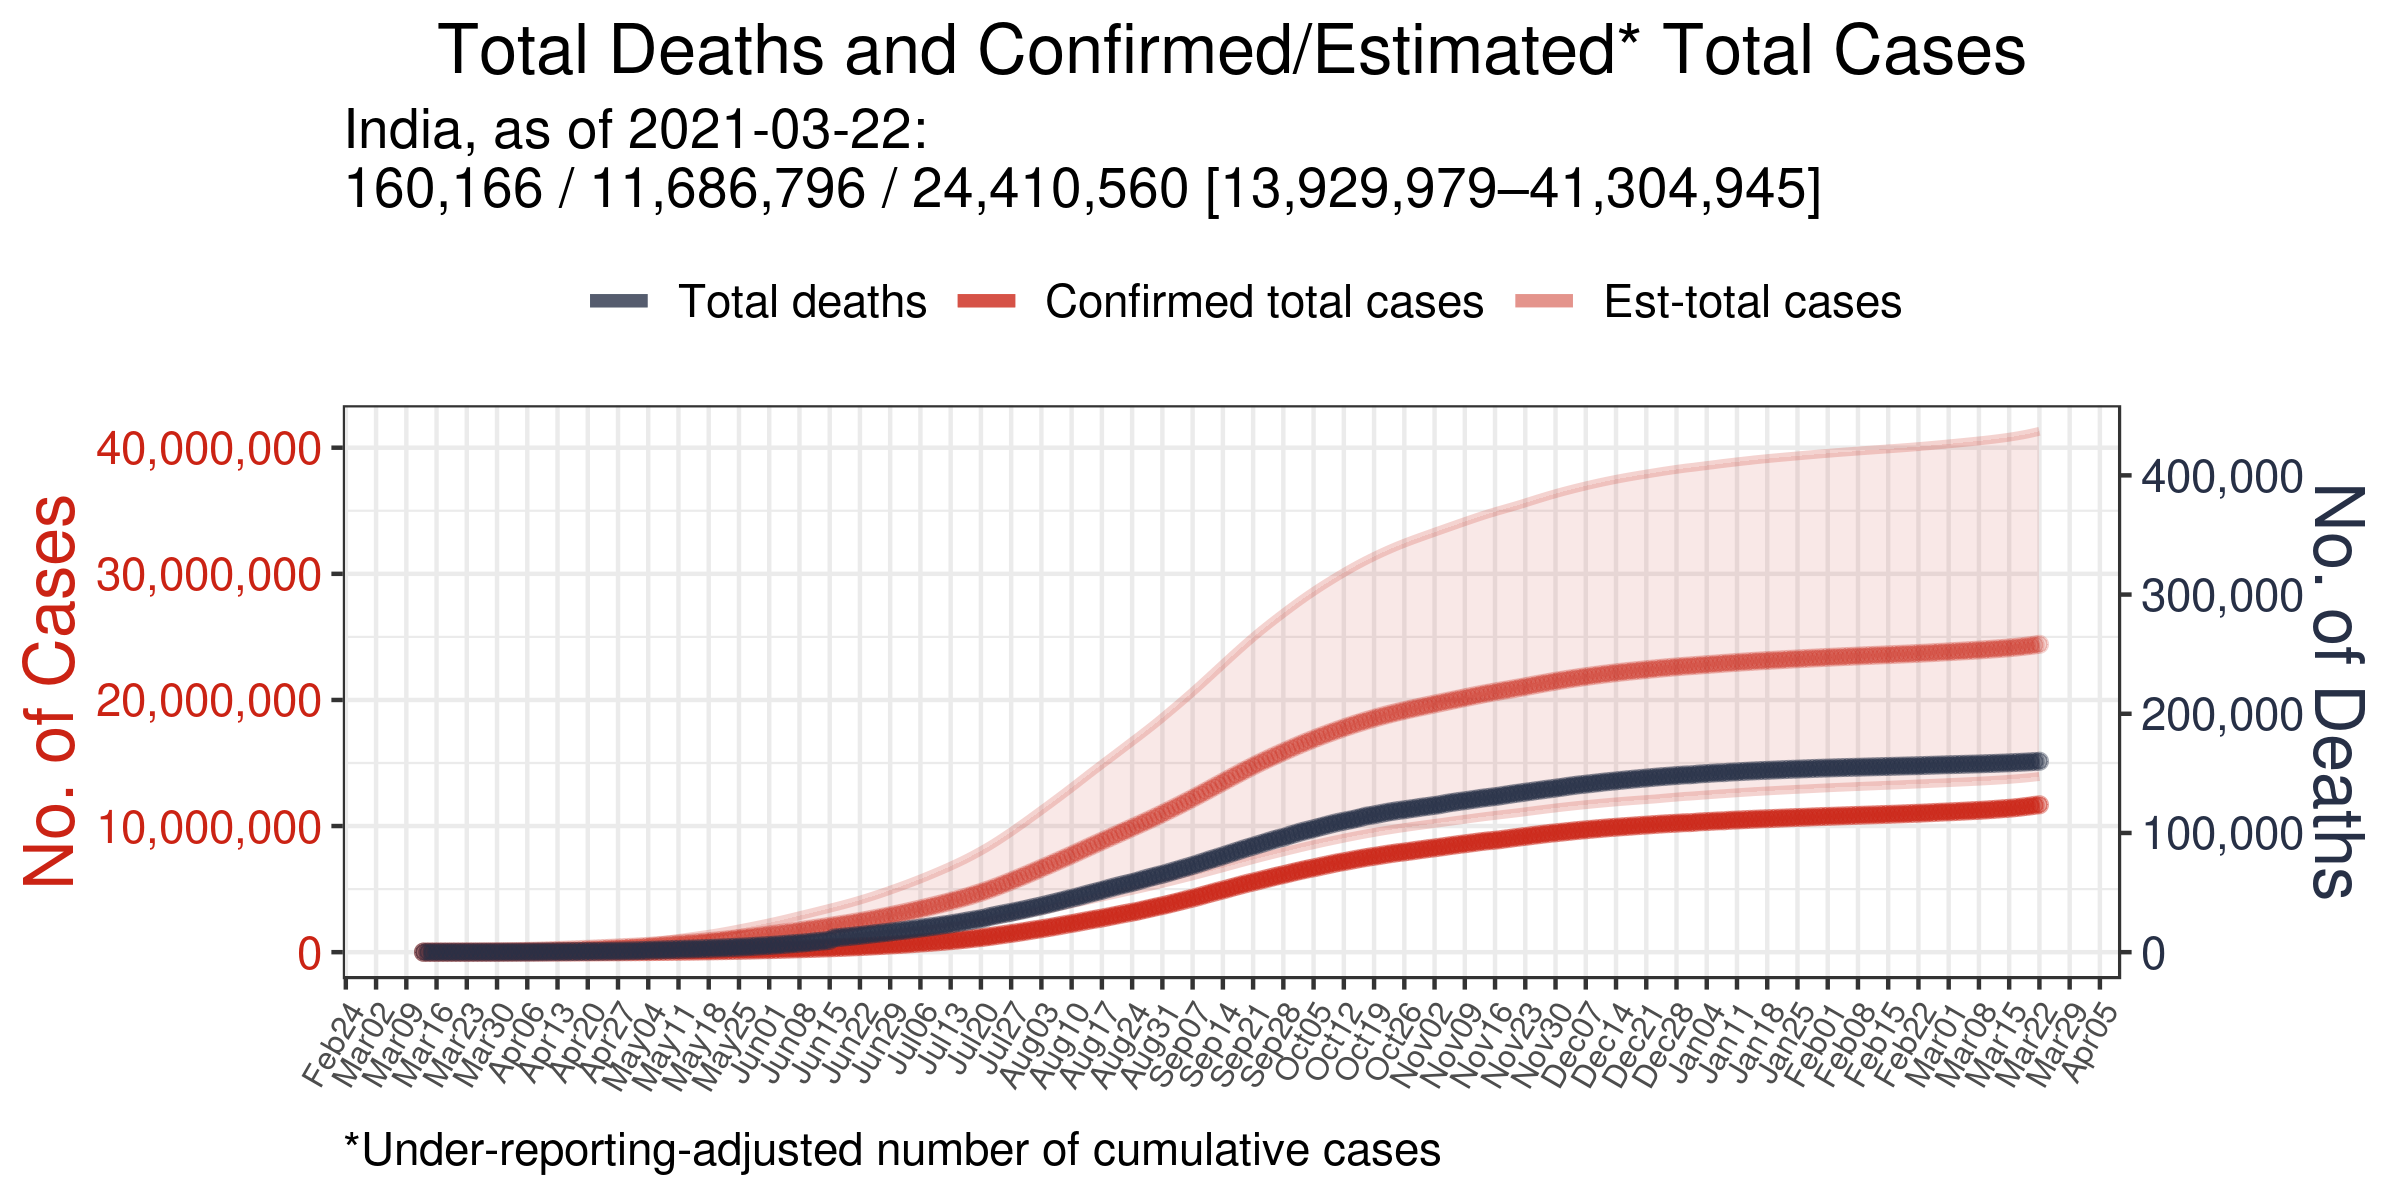 Total Deaths and Confirmed/Estimated* Total Cases
India, as of 2021-03-22:
160,166 / 11,686,796 / 24,410,560 [13,929,979–41,304,945]
Total deaths
Confirmed total cases
Est-total cases
No. of Cases
40,000,000
30,000,000
20,000,000
10,000,000
0
400,000
300,000
200,000
100,000
0
No. of Deaths
Feb24
Mar02
Mar09
Mar16
Mar23
Mar30
Apr06
Apr13
Apr20
Apr27
May04
May11
May18
May25
Jun01
Jun08
Jun15
Jun22
Jun29
Jul06
Jul13
Jul20
Jul27
Aug03
Aug10
Aug17
Aug24
Aug31
Sep07
Sep14
Sep21
Sep28
Oct05
Oct12
Oct19
Oct26
Nov02
Nov09
Nov16
Nov23
Nov30
Dec07
Dec14
Dec21
Dec28
Jan04
Jan11
Jan18
Jan25
Feb01
Feb08
Feb15
Feb22
Mar01
Mar08
Mar15
Mar22
Mar29
Apr05
*Under-reporting-adjusted number of cumulative cases